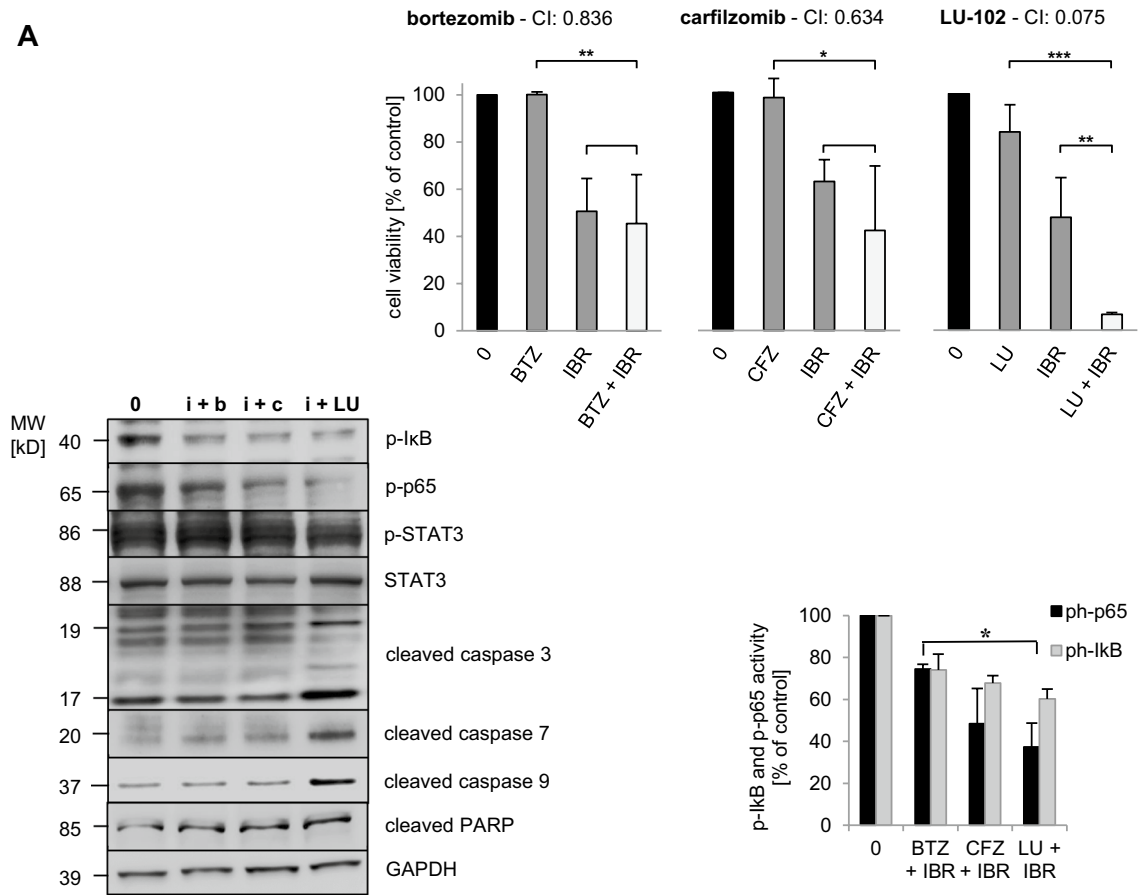 A
bortezomib - CI: 0.836
carfilzomib - CI: 0.634
LU-102 - CI: 0.075
**
*
***
**
cell viability [% of control]
100
80
60
40
20
0
0
BTZ
IBR
BTZ + IBR
0
CFZ
IBR
CFZ + IBR
0
LU
IBR
LU + IBR
MW
[kD]
0 i + b i + c i + LU
40 p-IκB
65 p-p65
86 p-STAT3
88 STAT3
19
cleaved caspase 3
17
20 cleaved caspase 7
37 cleaved caspase 9
85 cleaved PARP
39 GAPDH
p-IkB and p-p65 activity
[% of control]
100
80
60
40
20
0
*
ph-p65
ph-IkB
0
BTZ
+ IBR
CFZ
+ IBR
LU +
IBR